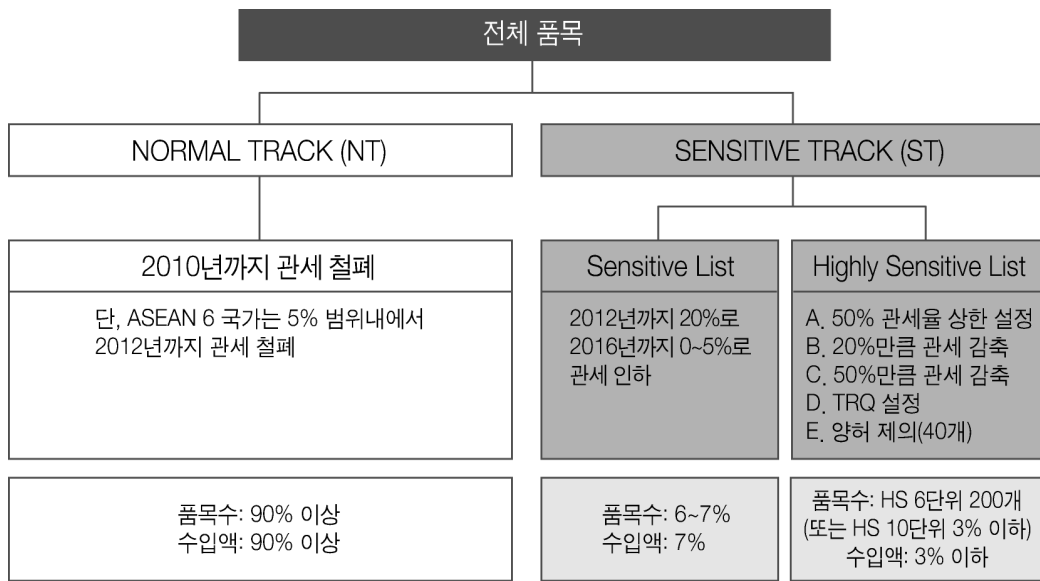 전체 품목
NORMAL TRACK (NT)
SENSITIVE TRACK (ST)
2010년까지 관세 철폐
단, ASEAN 6 국가는 5% 범위내에서
2012년까지 관세 철폐
Sensitive List
2012년까지 20%로
2016년까지 0~5%로
관세 인하
Highly Sensitive List
A. 50% 관세율 상한 설정
B. 20%만큼 관세 감축
C. 50%만큼 관세 감축
D. TRQ 설정
E. 양허 제의(40개)
품목수: 90% 이상
수입액: 90% 이상
품목수: 6~7%
수입액: 7%
품목수: HS 6단위 200개
(또는 HS 10단위 3% 이하)
수입액: 3% 이하